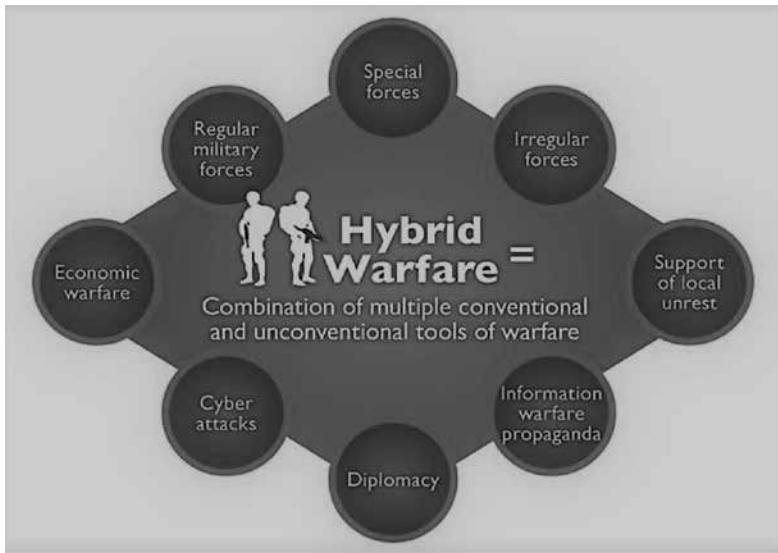 Special
forces
Regular
military
forces
Irregular
forces
Hybrid
Warfare =
Combination of multiple conventional
and unconventional tools of warfare
Economic
warfare
Support
of local
unrest
Cyber
attacks
Information
warfare
propaganda
Diplomacy